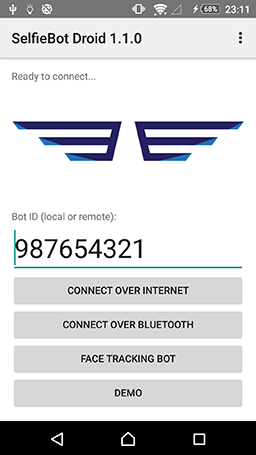 68% 23:11
SelfieBot Droid 1.1.0
Ready to connect...
Bot ID (local or remote):
987654321
CONNECT OVER INTERNET
CONNECT OVER BLUETOOTH
FACE TRACKING BOT
DEMO